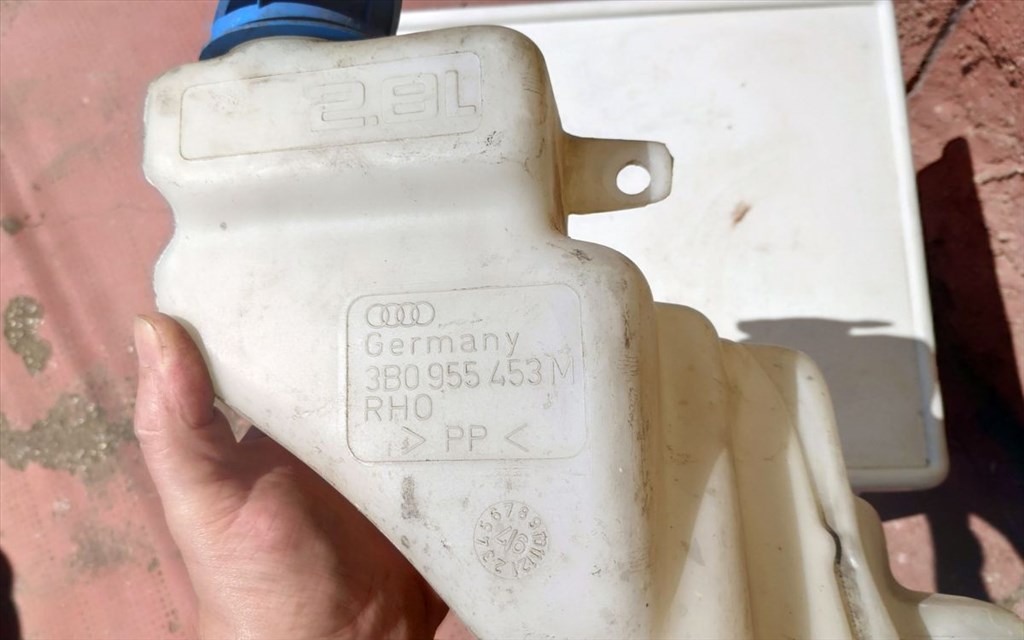 2.8L
Germany
3B0 955 453 M
RHO
> PP <